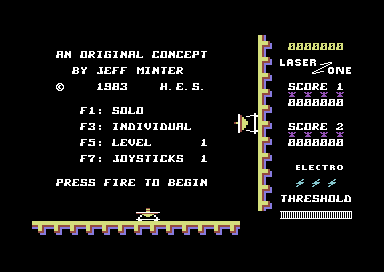 AN ORIGINAL CONCEPT
BY JEFF MINTER
© 1983 H.E.S.
F1: SOLO
F3: INDIVIDUAL
F5: LEVEL 1
F7: JOYSTICKS 1
PRESS FIRE TO BEGIN
0000000
LASER
ZONE
SCORE 1
0000000
SCORE 2
0000000
ELECTRO
THRESHOLD